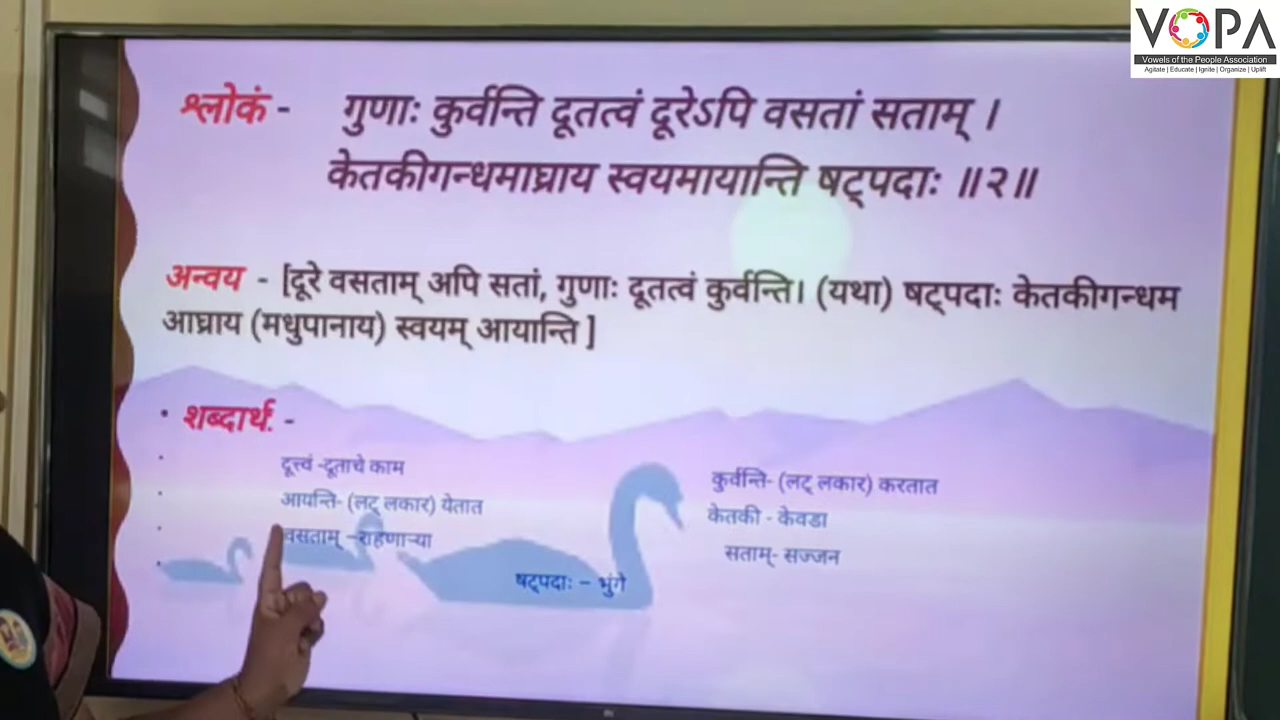 VOPA
Vowels of the People Association
Agitate | Educate | Ignite | Organize | Uplift
श्लोकं - गुणाः कुर्वन्ति दूतत्वं दूरेऽपि वसतां सताम् ।
केतकीगन्धमाघ्राय स्वयमायान्ति षट्पदाः ॥२॥
अन्वय - [दूरे वसताम् अपि सतां, गुणाः दूतत्वं कुर्वन्ति। (यथा) षट्पदाः केतकीगन्धम
आघ्राय (मधुपानाय) स्वयम् आयान्ति ]
• शब्दार्थः -
दूत्त्वं -दूताचे काम
कुर्वन्ति- (लट् लकार) करतात
आयन्ति- (लट् लकार) येतात
केतकी - केवडा
वसताम् –राहणाऱ्या
सताम्- सज्जन
षट्पदाः – भुंगे